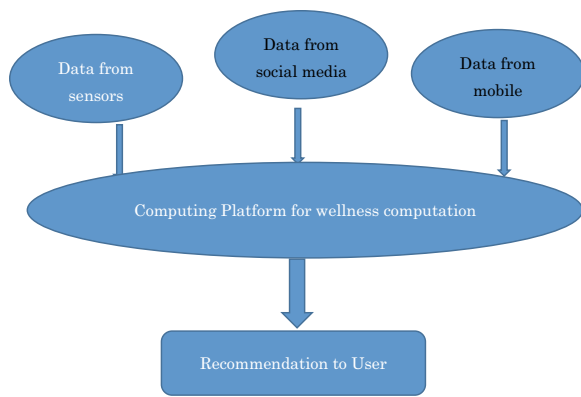 Data from
sensors
Data from
social media
Data from
mobile
Computing Platform for wellness computation
Recommendation to User